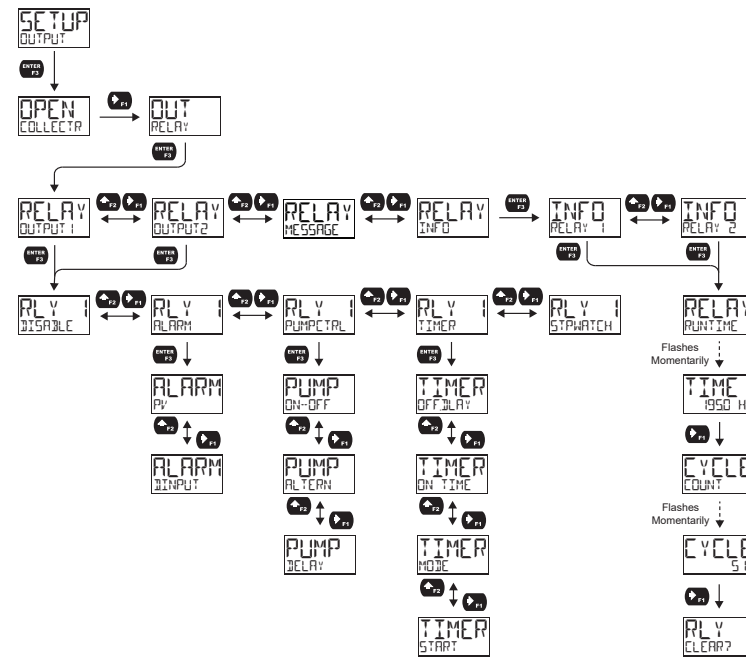 SETUP
OUTPUT
ENTER F3
OPEN
COLLECTR
F1
OUT
RELAY
ENTER F3
RELAY
OUTPUT1
F2 F1
RELAY
OUTPUT2
F2 F1
RELAY
MESSAGE
F2 F1
RELAY
INFO
ENTER F3
INFO
RELAY 1
F2 F1
INFO
RELAY 2
ENTER F3
ENTER F3
ENTER F3
ENTER F3
RLY 1
DISABLE
F2 F1
RLY 1
ALARM
F2 F1
RLY 1
PUMPCTRL
F2 F1
RLY 1
TIMER
F2 F1
RLY 1
STPWATCH
RELAY
RUNTIME
ENTER F3
ENTER F3
ENTER F3
Flashes
Momentarily
ALARM
PV
PUMP
ON-OFF
TIMER
OFF.DLAY
TIME
1950 H
F2 F1
F2 F1
F2 F1
F1
ALARM
DINPUT
PUMP
ALTERN
TIMER
ON TIME
CYCLE
COUNT
F2 F1
F2 F1
Flashes
Momentarily
PUMP
DELAY
TIMER
MODE
CYCLE
F2 F1
F1
TIMER
START
RLY
CLEAR?